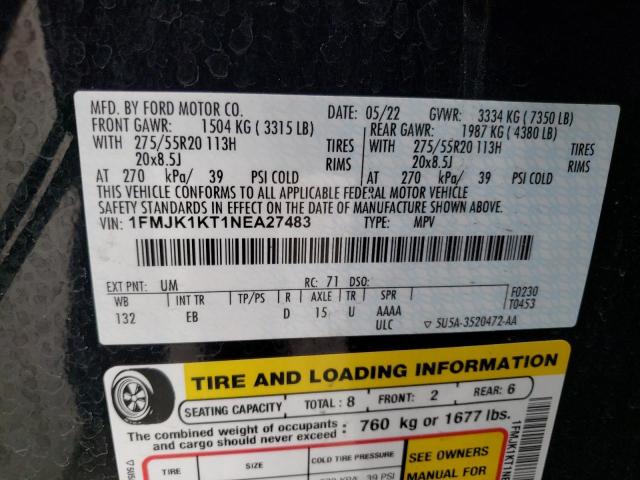 MFD. BY FORD MOTOR CO.
DATE: 05/22 GVWR: 3334 KG ( 7350 LB)
FRONT GAWR: 1504 KG ( 3315 LB) REAR GAWR: 1987 KG ( 4380 LB)
WITH 275/55R20 113H TIRES WITH 275/55R20 113H TIRES
20x8.5J RIMS 20x8.5J RIMS
AT 270 kPa/ 39 PSI COLD AT 270 kPa/ 39 PSI COLD
THIS VEHICLE CONFORMS TO ALL APPLICABLE FEDERAL MOTOR VEHICLE
SAFETY STANDARDS IN EFFECT ON THE DATE OF MANUFACTURE SHOWN ABOVE.
VIN: 1FMJK1KT1NEA27483 TYPE: MPV
EXT PNT: UM RC: 71 DSO:
WB INT TR TP/PS R AXLE TR SPR F0230
132 EB D 15 U AAAA T0453
ULC ▽ 5U5A-3520472-AA
TIRE AND LOADING INFORMATION
SEATING CAPACITY TOTAL: 8 FRONT: 2 REAR: 6
The combined weight of occupants
and cargo should never exceed : 760 kg or 1677 lbs.
TIRE SIZE COLD TIRE PRESSURE
SEE OWNERS
MANUAL FOR
39 PSI